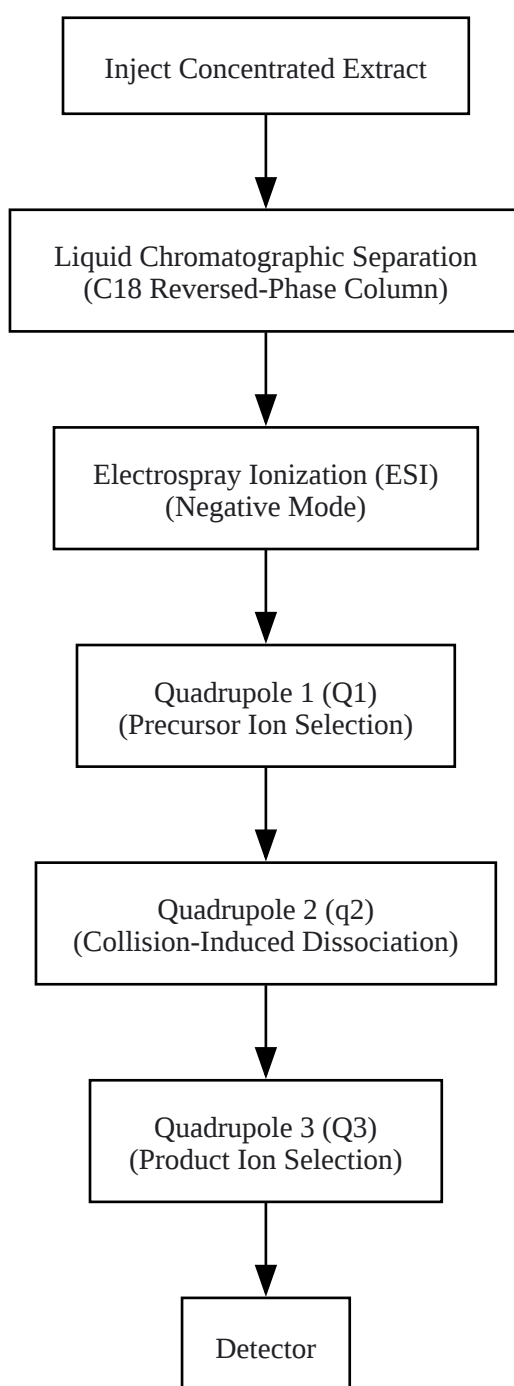 Inject Concentrated Extract
Liquid Chromatographic Separation
(C18 Reversed-Phase Column)
Electrospray Ionization (ESI)
(Negative Mode)
Quadrupole 1 (Q1)
(Precursor Ion Selection)
Quadrupole 2 (q2)
(Collision-Induced Dissociation)
Quadrupole 3 (Q3)
(Product Ion Selection)
Detector